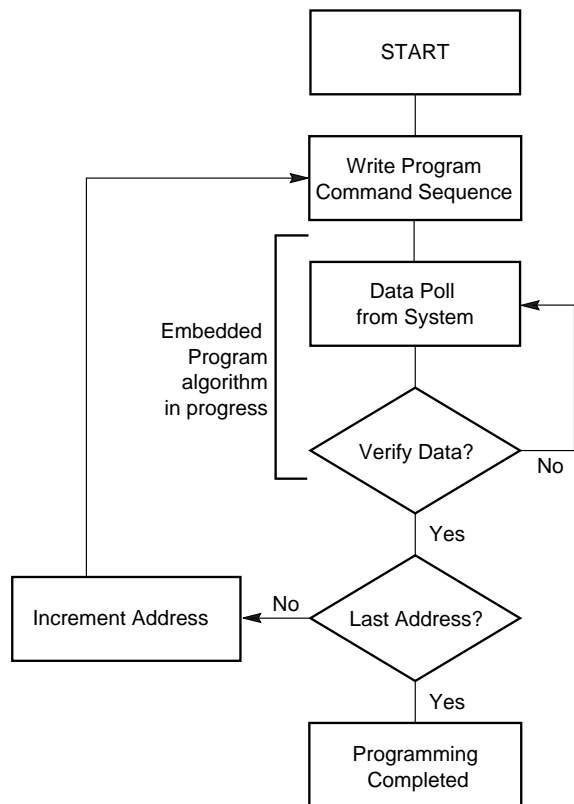 START
Write Program
Command Sequence
Data Poll
from System
Embedded
Program
algorithm
in progress
Verify Data?
No
Yes
Last Address?
No
Increment Address
Yes
Programming
Completed